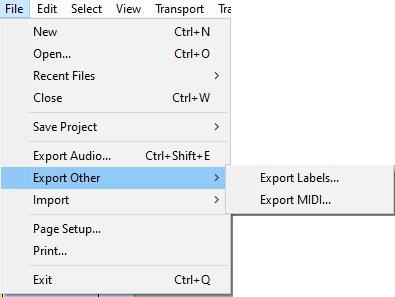 File Edit Select View Transport Tra
New Ctrl+N
Open... Ctrl+O
Recent Files >
Close Ctrl+W
Save Project >
Export Audio... Ctrl+Shift+E
Export Other > Export Labels...
Import > Export MIDI...
Page Setup...
Print...
Exit Ctrl+Q